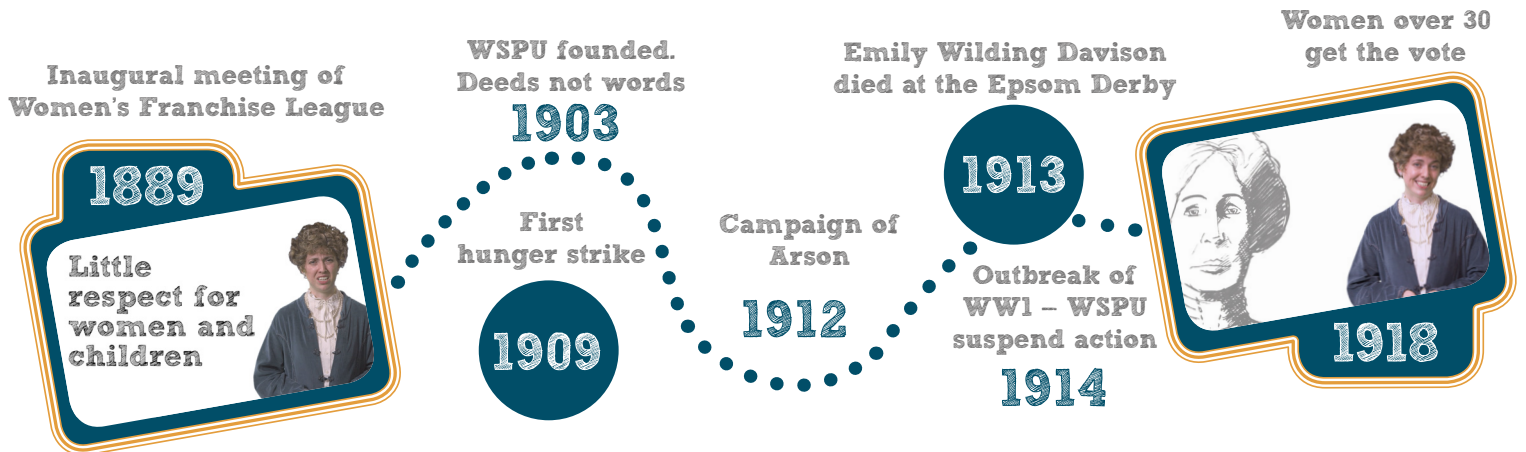 Inaugural meeting of
Women's Franchise League
1889
Little
respect for
women and
children
WSPU founded.
Deeds not words
1903
First
hunger strike
1909
Campaign of
Arson
1912
Emily Wilding Davison
died at the Epsom Derby
1913
Outbreak of
WW1 – WSPU
suspend action
1914
Women over 30
get the vote
1918